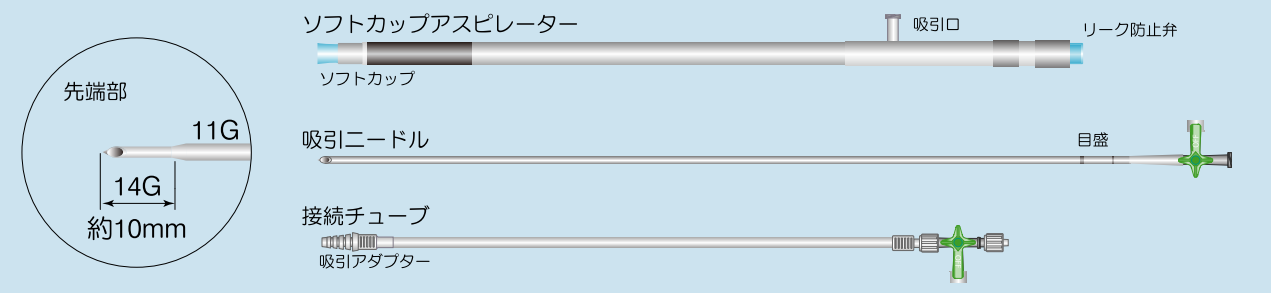 先端部
11G
14G
約10mm
ソフトカップアスピレーター
吸引口
リーク防止弁
ソフトカップ
吸引ニードル
目盛
接続チューブ
吸引アダプター